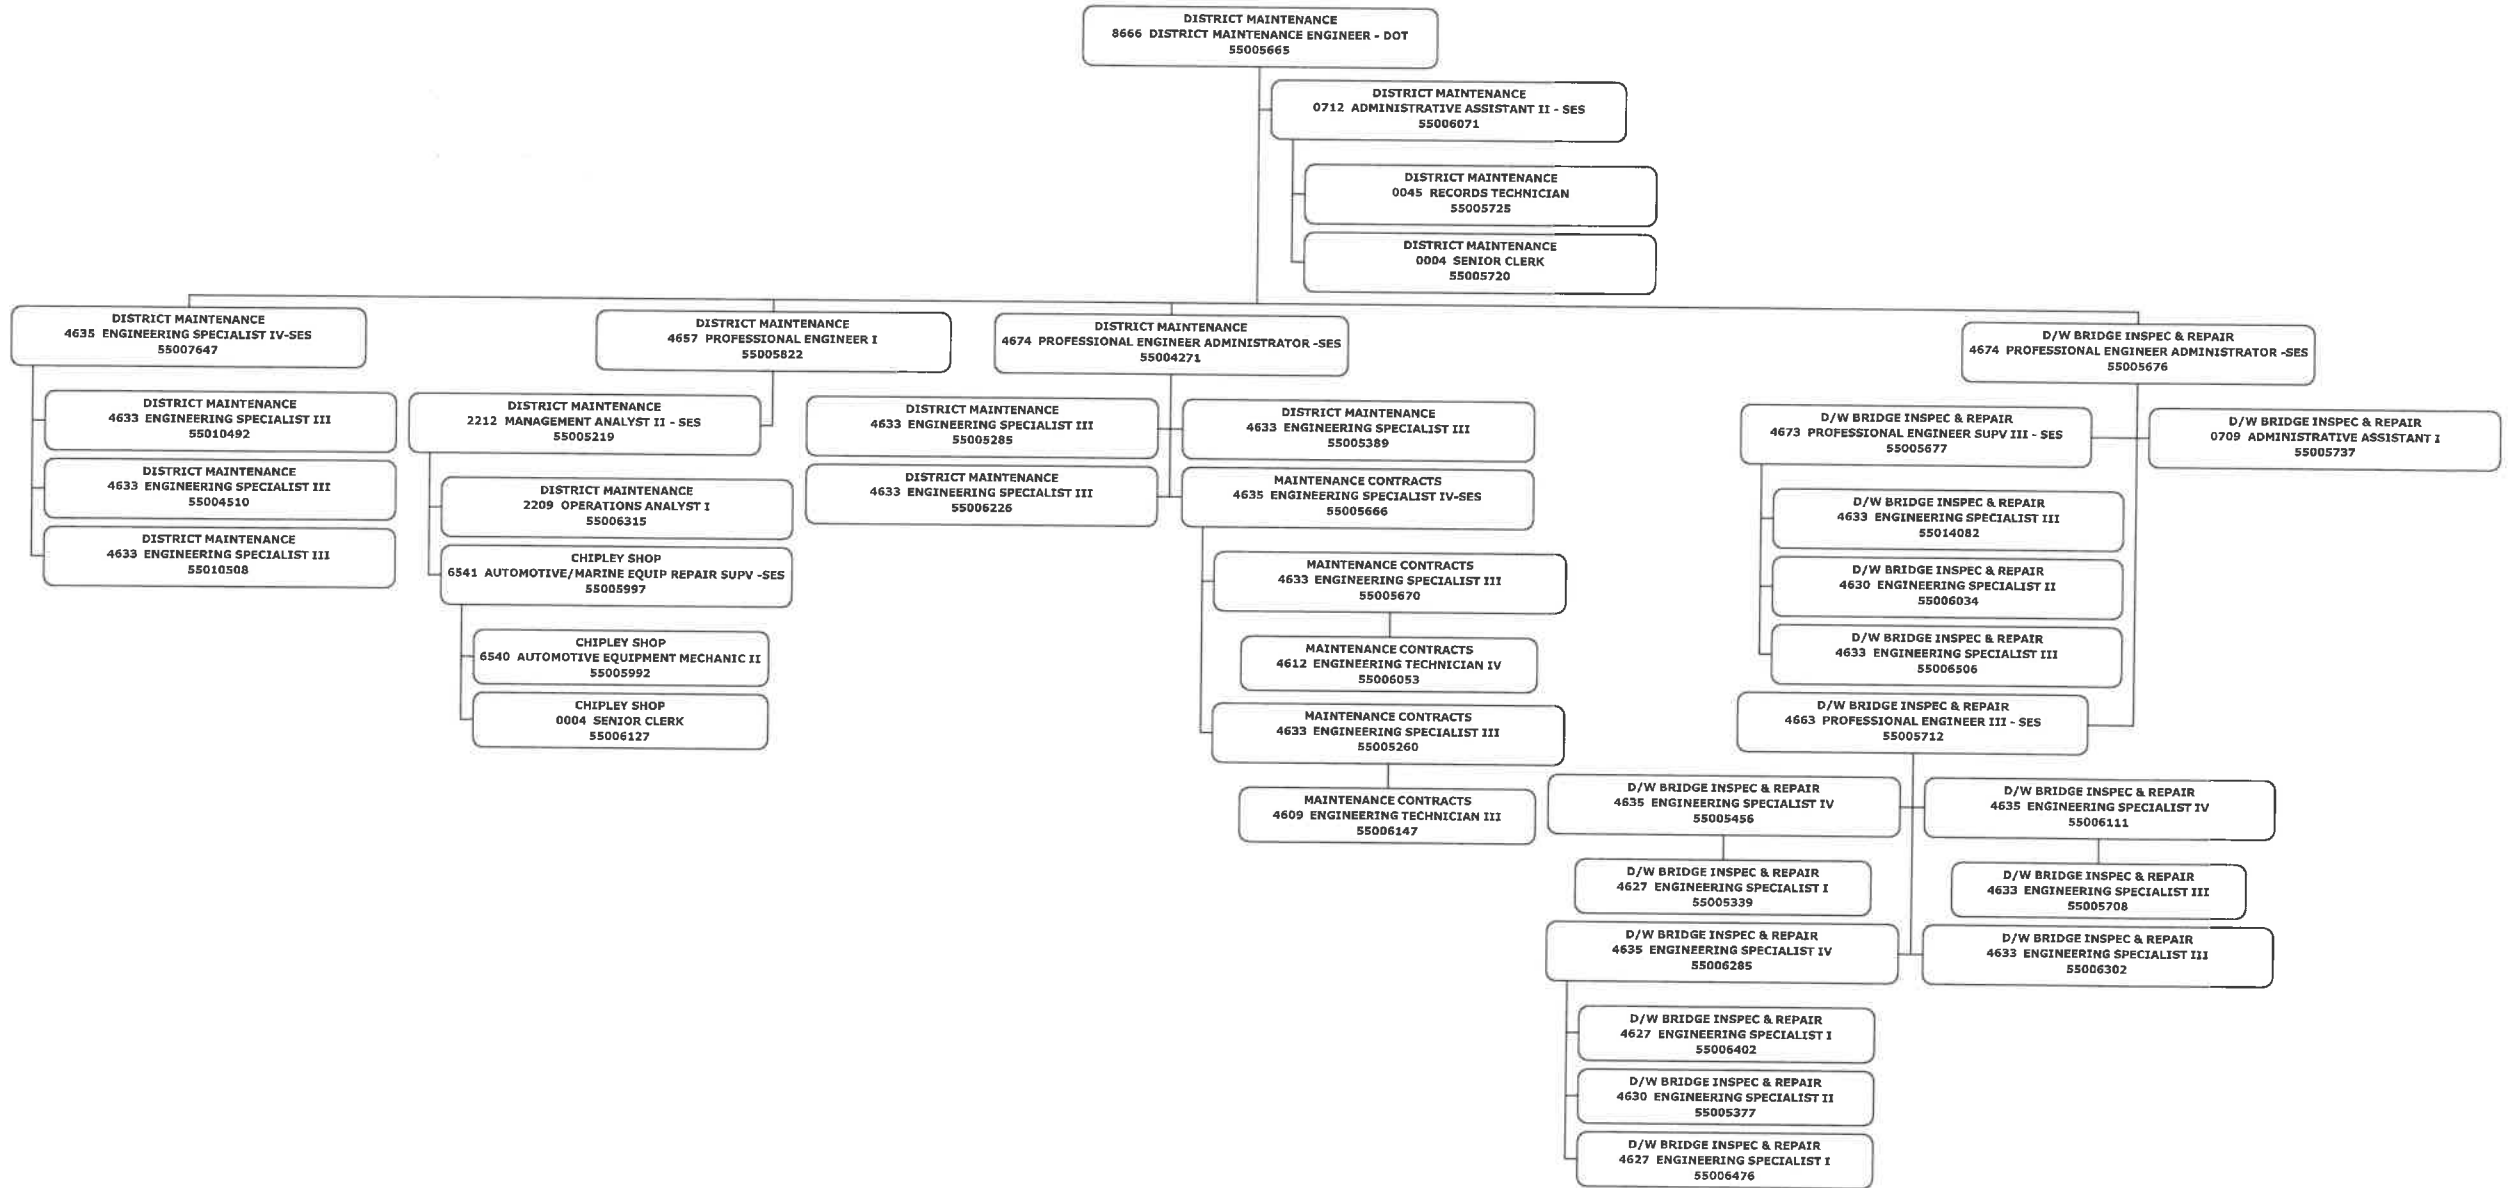 DISTRICT MAINTENANCE
8666 DISTRICT MAINTENANCE ENGINEER - DOT
55005665
DISTRICT MAINTENANCE
0712 ADMINISTRATIVE ASSISTANT II - SES
55006071
DISTRICT MAINTENANCE
0045 RECORDS TECHNICIAN
55005725
DISTRICT MAINTENANCE
0004 SENIOR CLERK
55005720
DISTRICT MAINTENANCE
4635 ENGINEERING SPECIALIST IV-SES
55007647
DISTRICT MAINTENANCE
4633 ENGINEERING SPECIALIST III
55010492
DISTRICT MAINTENANCE
4633 ENGINEERING SPECIALIST III
55004510
DISTRICT MAINTENANCE
4633 ENGINEERING SPECIALIST III
55010508
DISTRICT MAINTENANCE
4657 PROFESSIONAL ENGINEER I
55005822
DISTRICT MAINTENANCE
2212 MANAGEMENT ANALYST II - SES
55005219
DISTRICT MAINTENANCE
2209 OPERATIONS ANALYST I
55006315
CHIPLEY SHOP
6541 AUTOMOTIVE/MARINE EQUIP REPAIR SUPV -SES
55005997
CHIPLEY SHOP
6540 AUTOMOTIVE EQUIPMENT MECHANIC II
55005992
CHIPLEY SHOP
0004 SENIOR CLERK
55006127
DISTRICT MAINTENANCE
4674 PROFESSIONAL ENGINEER ADMINISTRATOR -SES
55004271
DISTRICT MAINTENANCE
4633 ENGINEERING SPECIALIST III
55005285
DISTRICT MAINTENANCE
4633 ENGINEERING SPECIALIST III
55005389
DISTRICT MAINTENANCE
4633 ENGINEERING SPECIALIST III
55006226
MAINTENANCE CONTRACTS
4635 ENGINEERING SPECIALIST IV-SES
55005666
MAINTENANCE CONTRACTS
4633 ENGINEERING SPECIALIST III
55005670
MAINTENANCE CONTRACTS
4612 ENGINEERING TECHNICIAN IV
55006053
MAINTENANCE CONTRACTS
4633 ENGINEERING SPECIALIST III
55005260
MAINTENANCE CONTRACTS
4609 ENGINEERING TECHNICIAN III
55006147
D/W BRIDGE INSPEC & REPAIR
4674 PROFESSIONAL ENGINEER ADMINISTRATOR -SES
55005676
D/W BRIDGE INSPEC & REPAIR
4673 PROFESSIONAL ENGINEER SUPV III - SES
55005677
D/W BRIDGE INSPEC & REPAIR
0709 ADMINISTRATIVE ASSISTANT I
55005737
D/W BRIDGE INSPEC & REPAIR
4633 ENGINEERING SPECIALIST III
55014082
D/W BRIDGE INSPEC & REPAIR
4630 ENGINEERING SPECIALIST II
55006034
D/W BRIDGE INSPEC & REPAIR
4633 ENGINEERING SPECIALIST III
55006506
D/W BRIDGE INSPEC & REPAIR
4663 PROFESSIONAL ENGINEER III - SES
55005712
D/W BRIDGE INSPEC & REPAIR
4635 ENGINEERING SPECIALIST IV
55005456
D/W BRIDGE INSPEC & REPAIR
4635 ENGINEERING SPECIALIST IV
55006111
D/W BRIDGE INSPEC & REPAIR
4627 ENGINEERING SPECIALIST I
55005339
D/W BRIDGE INSPEC & REPAIR
4633 ENGINEERING SPECIALIST III
55005708
D/W BRIDGE INSPEC & REPAIR
4635 ENGINEERING SPECIALIST IV
55006285
D/W BRIDGE INSPEC & REPAIR
4633 ENGINEERING SPECIALIST III
55006302
D/W BRIDGE INSPEC & REPAIR
4627 ENGINEERING SPECIALIST I
55006402
D/W BRIDGE INSPEC & REPAIR
4630 ENGINEERING SPECIALIST II
55005377
D/W BRIDGE INSPEC & REPAIR
4627 ENGINEERING SPECIALIST I
55006476